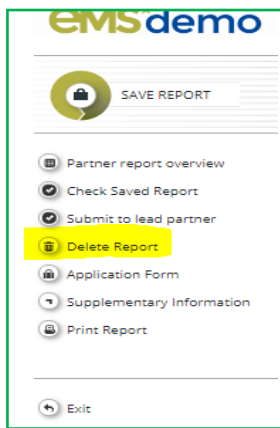 eMS demo
SAVE REPORT
Partner report overview
Check Saved Report
Submit to lead partner
Delete Report
Application Form
Supplementary Information
Print Report
Exit